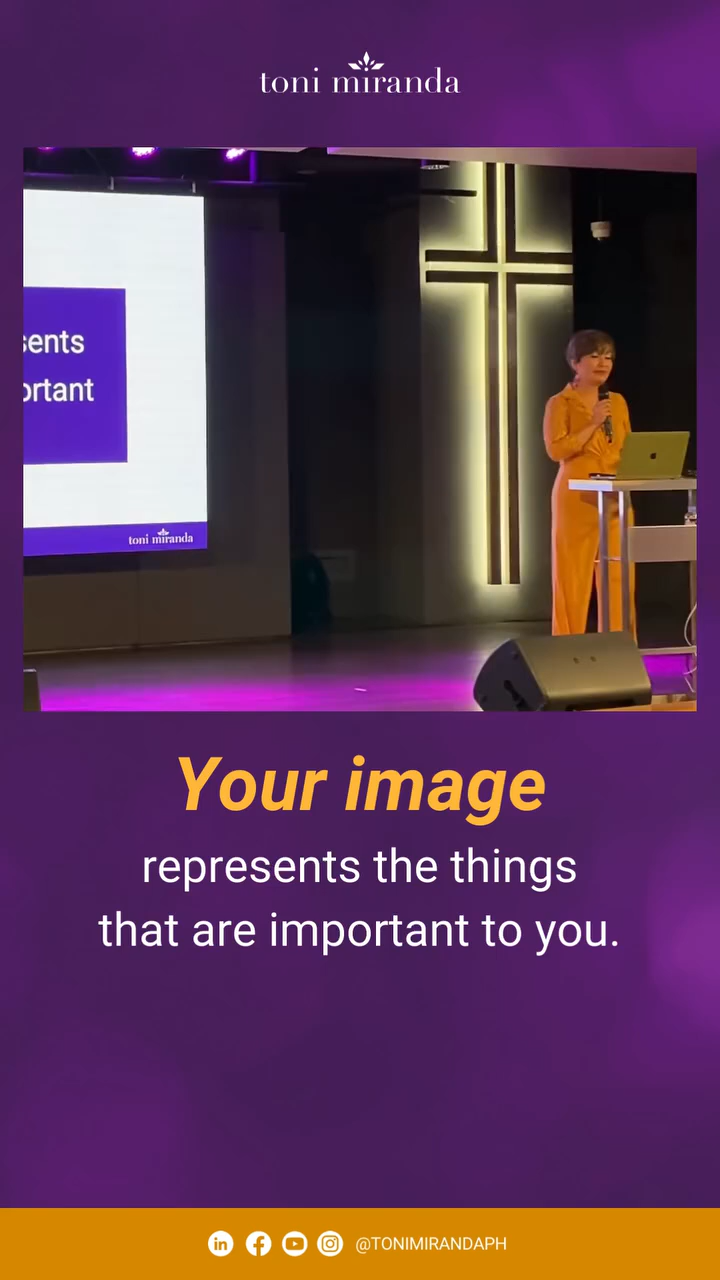 toni miranda
sents
ortant
toni miranda
Your image
represents the things
that are important to you.
@TONIMIRANDAPH